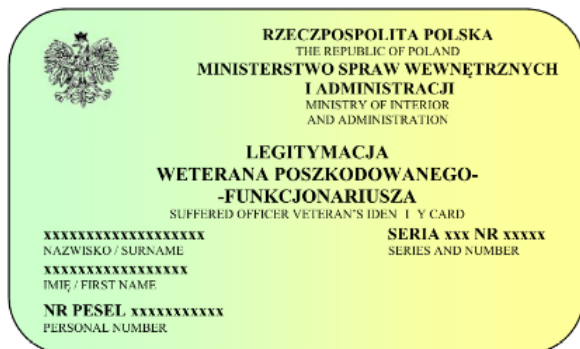 RZECZPOSPOLITA POLSKA
THE REPUBLIC OF POLAND
MINISTERSTWO SPRAW WEWNĘTRZNYCH
I ADMINISTRACJI
MINISTRY OF INTERIOR
AND ADMINISTRATION
LEGITYMACJA
WETERANA POSZKODOWANEGO-
-FUNKCJONARIUSZA
SUFFERED OFFICER VETERAN'S IDEN I Y CARD
xxxxxxxxxxxxxxxxxxx SERIA xxx NR xxxxx
NAZWISKO / SURNAME SERIES AND NUMBER
xxxxxxxxxxxxxxxxx
IMIĘ / FIRST NAME
NR PESEL xxxxxxxxxxx
PERSONAL NUMBER